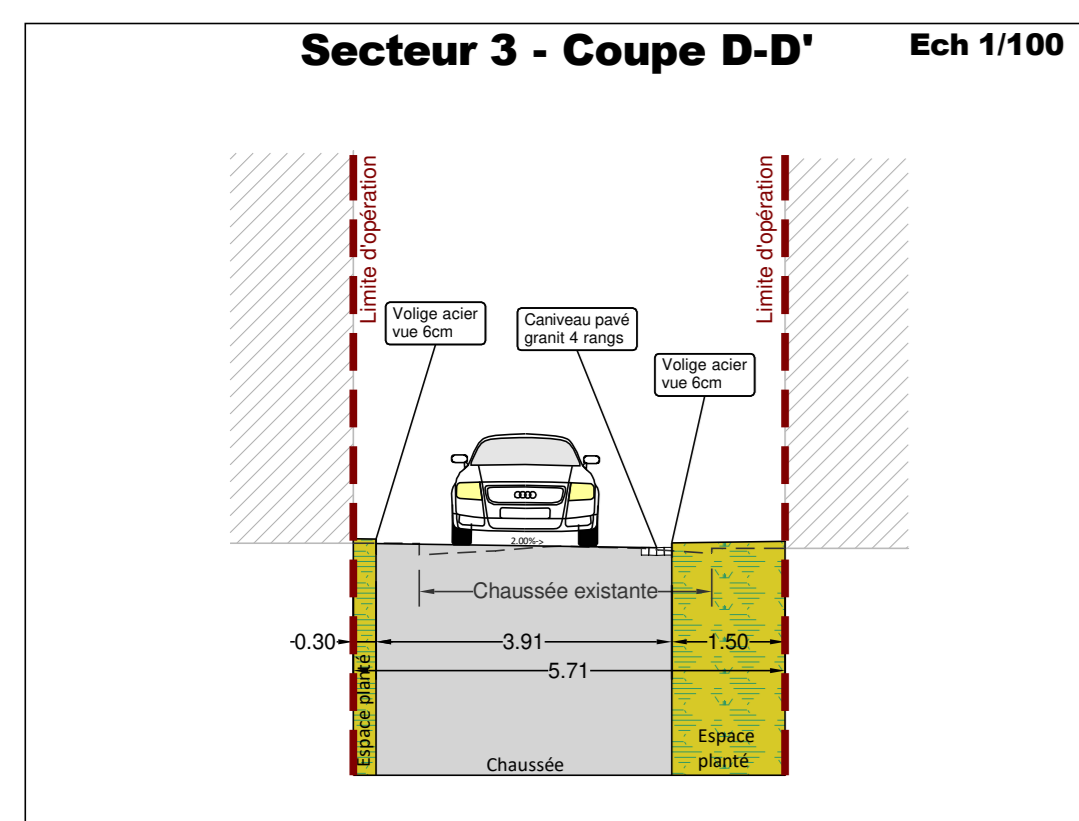 Secteur 3 - Coupe D-D'
Ech 1/100
Limite d'opération
Limite d'opération
Volige acier
vue 6cm
Caniveau pavé
granit 4 rangs
Volige acier
vue 6cm
2.00%->
Chaussée existante
0.30
3.91
1.50
5.71
Espace planté
Chaussée
Espace
planté